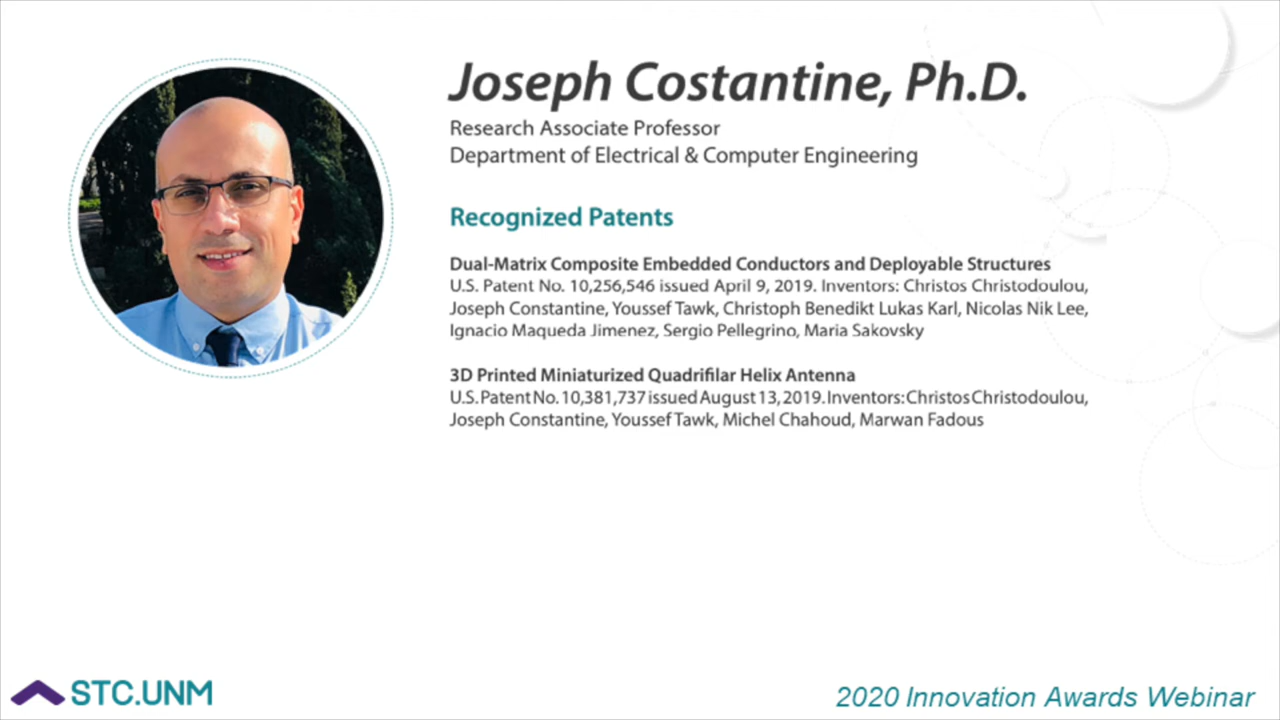 Joseph Costantine, Ph.D.
Research Associate Professor
Department of Electrical & Computer Engineering
Recognized Patents
Dual-Matrix Composite Embedded Conductors and Deployable Structures
U.S. Patent No. 10,256,546 issued April 9, 2019. Inventors: Christos Christodoulou,
Joseph Constantine, Youssef Tawk, Christoph Benedikt Lukas Karl, Nicolas Nik Lee,
Ignacio Maqueda Jimenez, Sergio Pellegrino, Maria Sakovsky
3D Printed Miniaturized Quadrifilar Helix Antenna
U.S. Patent No. 10,381,737 issued August 13, 2019. Inventors: Christos Christodoulou,
Joseph Constantine, Youssef Tawk, Michel Chahoud, Marwan Fadous
STC.UNM
2020 Innovation Awards Webinar